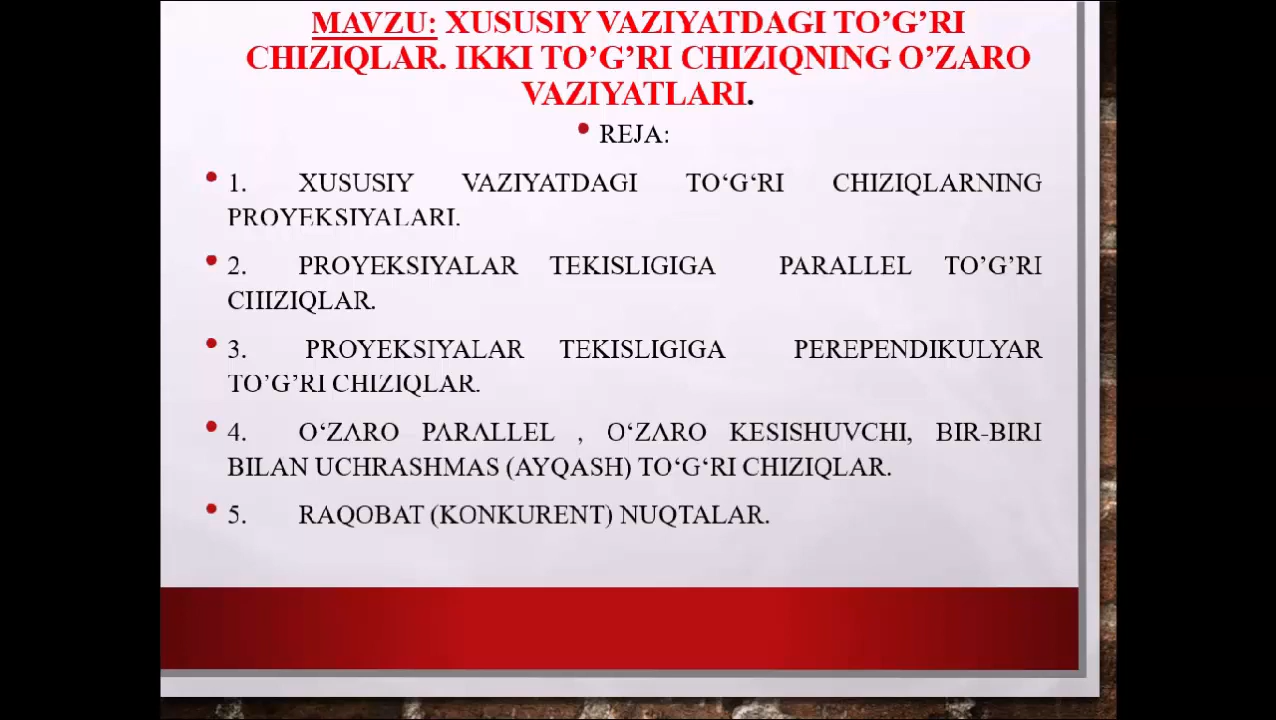 MAVZU: XUSUSIY VAZIYATDAGI TO’G’RI
CHIZIQLAR. IKKI TO’G’RI CHIZIQNING O’ZARO
VAZIYATLARI.
• REJA:
• 1. XUSUSIY VAZIYATDAGI TO‘G‘RI CHIZIQLARNING
PROYEKSIYALARI.
• 2. PROYEKSIYALAR TEKISLIGIGA PARALLEL TO’G’RI
CHIZIQLAR.
• 3. PROYEKSIYALAR TEKISLIGIGA PEREPENDIKULYAR
TO’G’RI CHIZIQLAR.
• 4. O‘ZARO PARALLEL , O‘ZARO KESISHUVCHI, BIR-BIRI
BILAN UCHRASHMAS (AYQASH) TO‘G‘RI CHIZIQLAR.
• 5. RAQOBAT (KONKURENT) NUQTALAR.